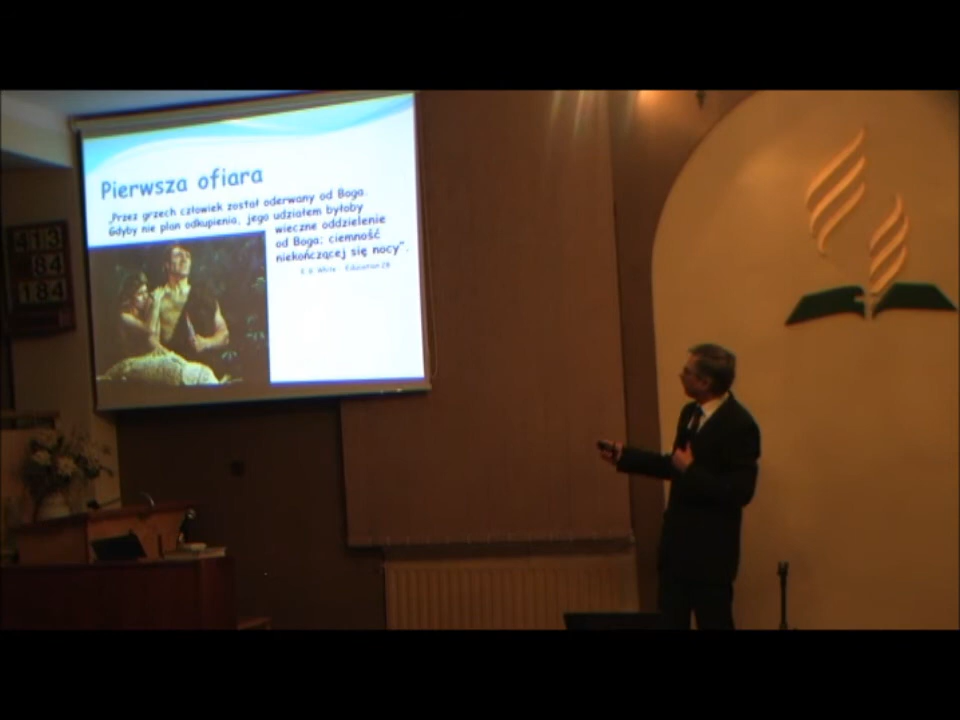 Pierwsza ofiara
„Przez grzech człowiek został oderwany od Boga.
Gdyby nie plan odkupienia, jego udziałem byłoby
wieczne oddzielenie
od Boga; ciemność
niekończącej się nocy”.
E. G. White Education 28
413
84
184